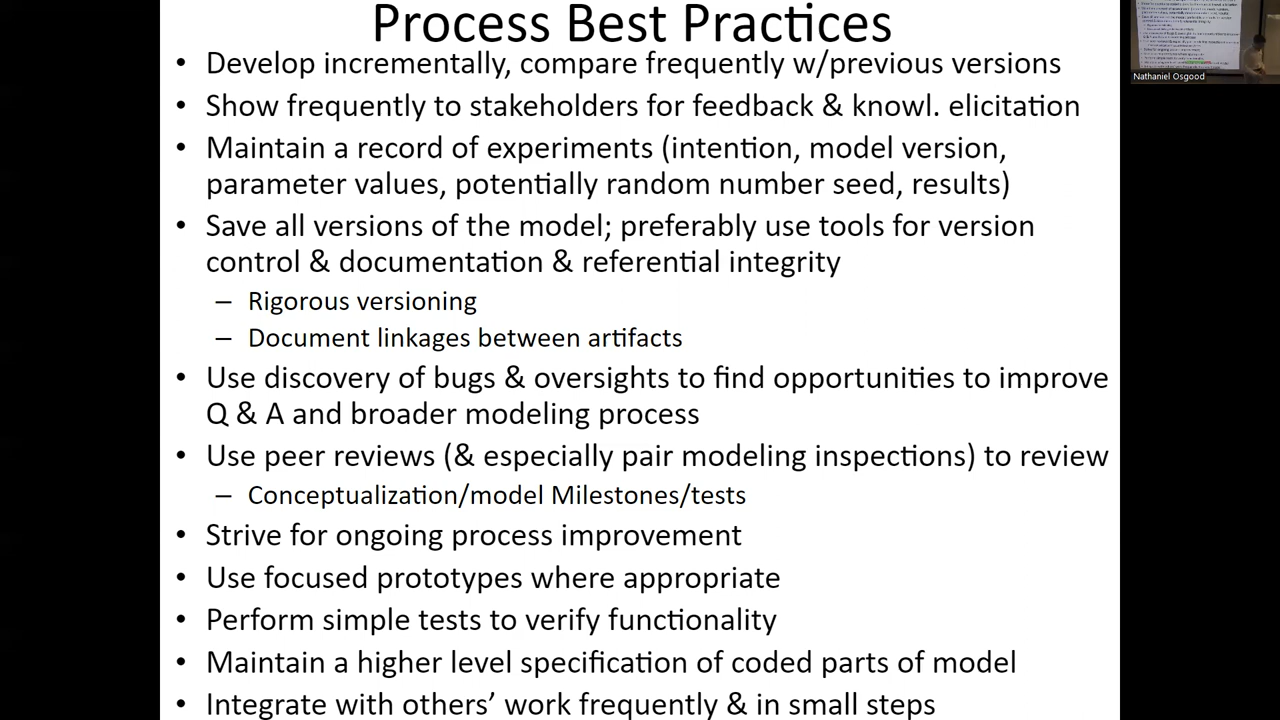 Process Best Practices
• Develop incrementally, compare frequently w/previous versions
• Show frequently to stakeholders for feedback & knowl. elicitation
• Maintain a record of experiments (intention, model version,
parameter values, potentially random number seed, results)
• Save all versions of the model; preferably use tools for version
control & documentation & referential integrity
– Rigorous versioning
– Document linkages between artifacts
• Use discovery of bugs & oversights to find opportunities to improve
Q & A and broader modeling process
• Use peer reviews (& especially pair modeling inspections) to review
– Conceptualization/model Milestones/tests
• Strive for ongoing process improvement
• Use focused prototypes where appropriate
• Perform simple tests to verify functionality
• Maintain a higher level specification of coded parts of model
• Integrate with others’ work frequently & in small steps
Nathaniel Osgood